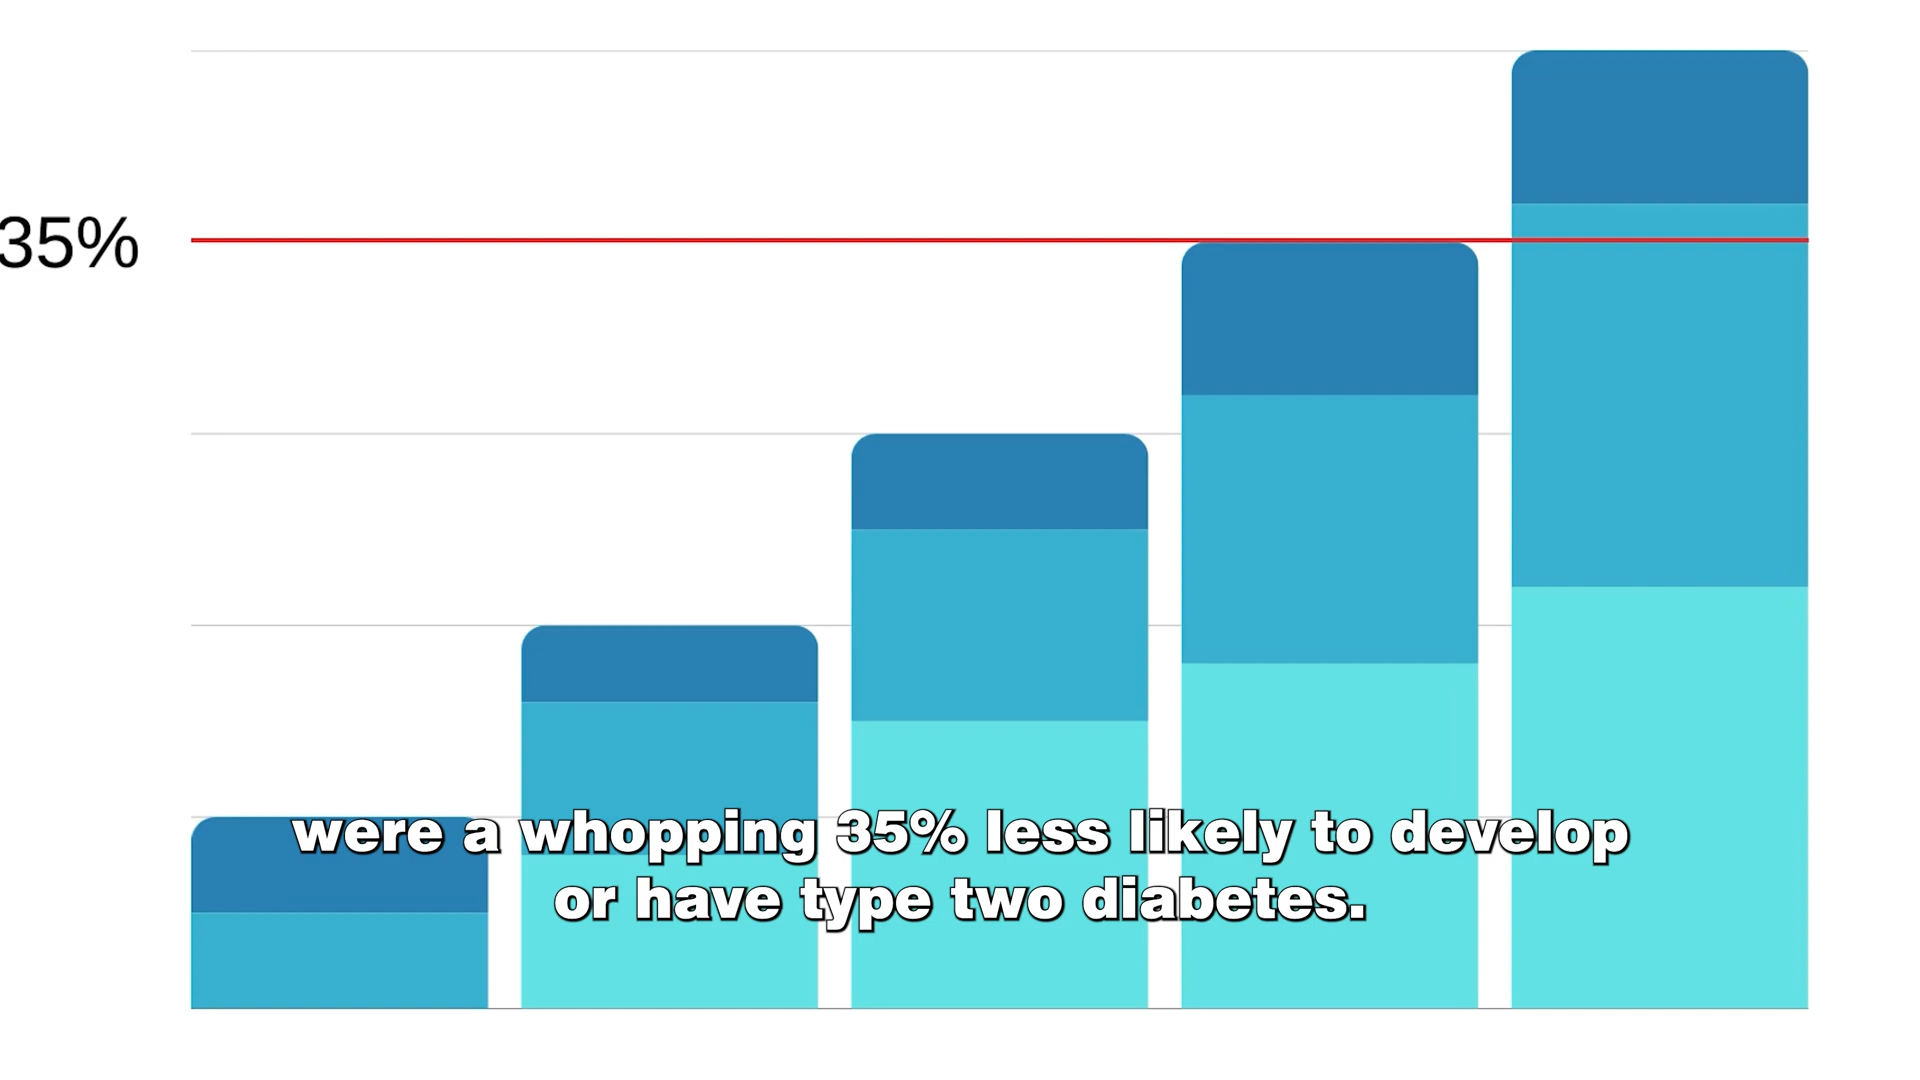 35%
were a whopping 35% less likely to develop
or have type two diabetes.